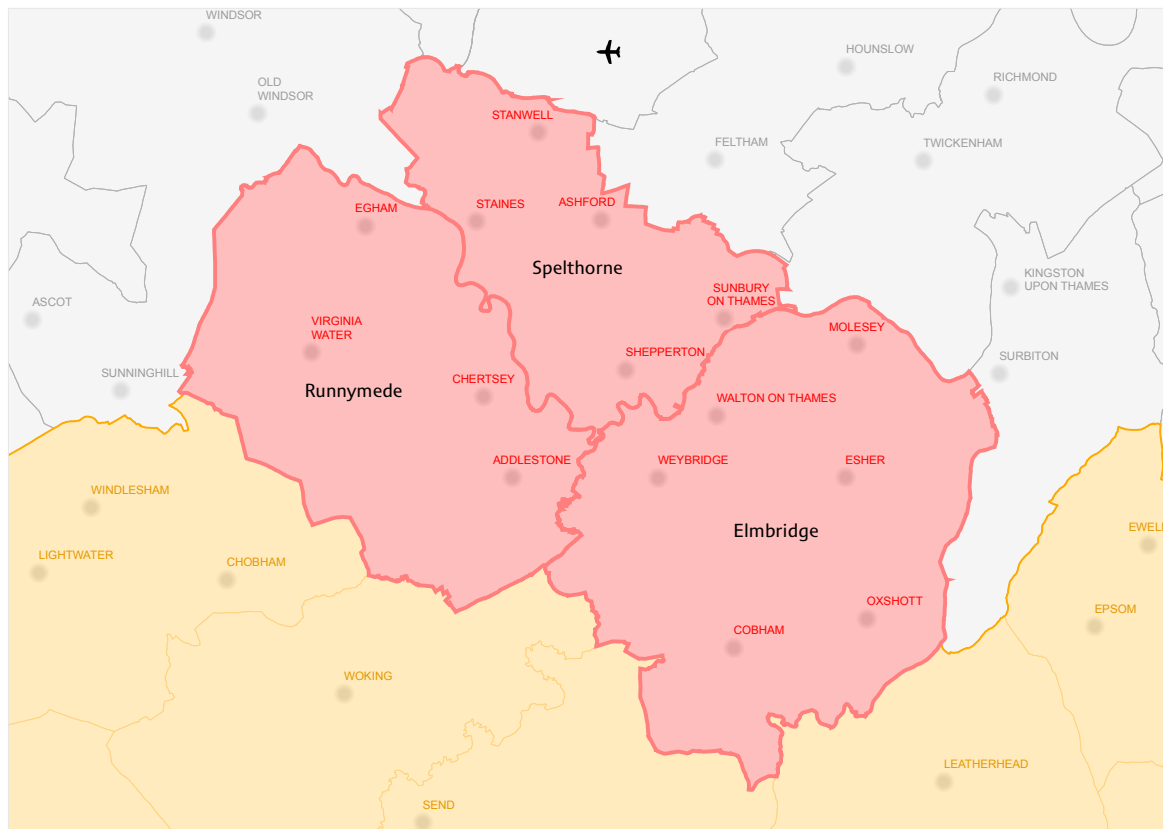 WINDSOR
HOUNSLOW
RICHMOND
OLD
WINDSOR
STANWELL
FELTHAM
TWICKENHAM
EGHAM
STAINES
ASHFORD
Spelthorne
KINGSTON
UPON THAMES
SUNBURY
ON THAMES
ASCOT
VIRGINIA
WATER
MOLESEY
SHEPPERTON
SURBITON
SUNNINGHILL
CHERTSEY
Runnymede
WALTON ON THAMES
ADDLESTONE
WEYBRIDGE
ESHER
WINDLESHAM
Elmbridge
EWELL
LIGHTWATER
CHOBHAM
OXSHOTT
EPSOM
COBHAM
WOKING
LEATHERHEAD
SEND